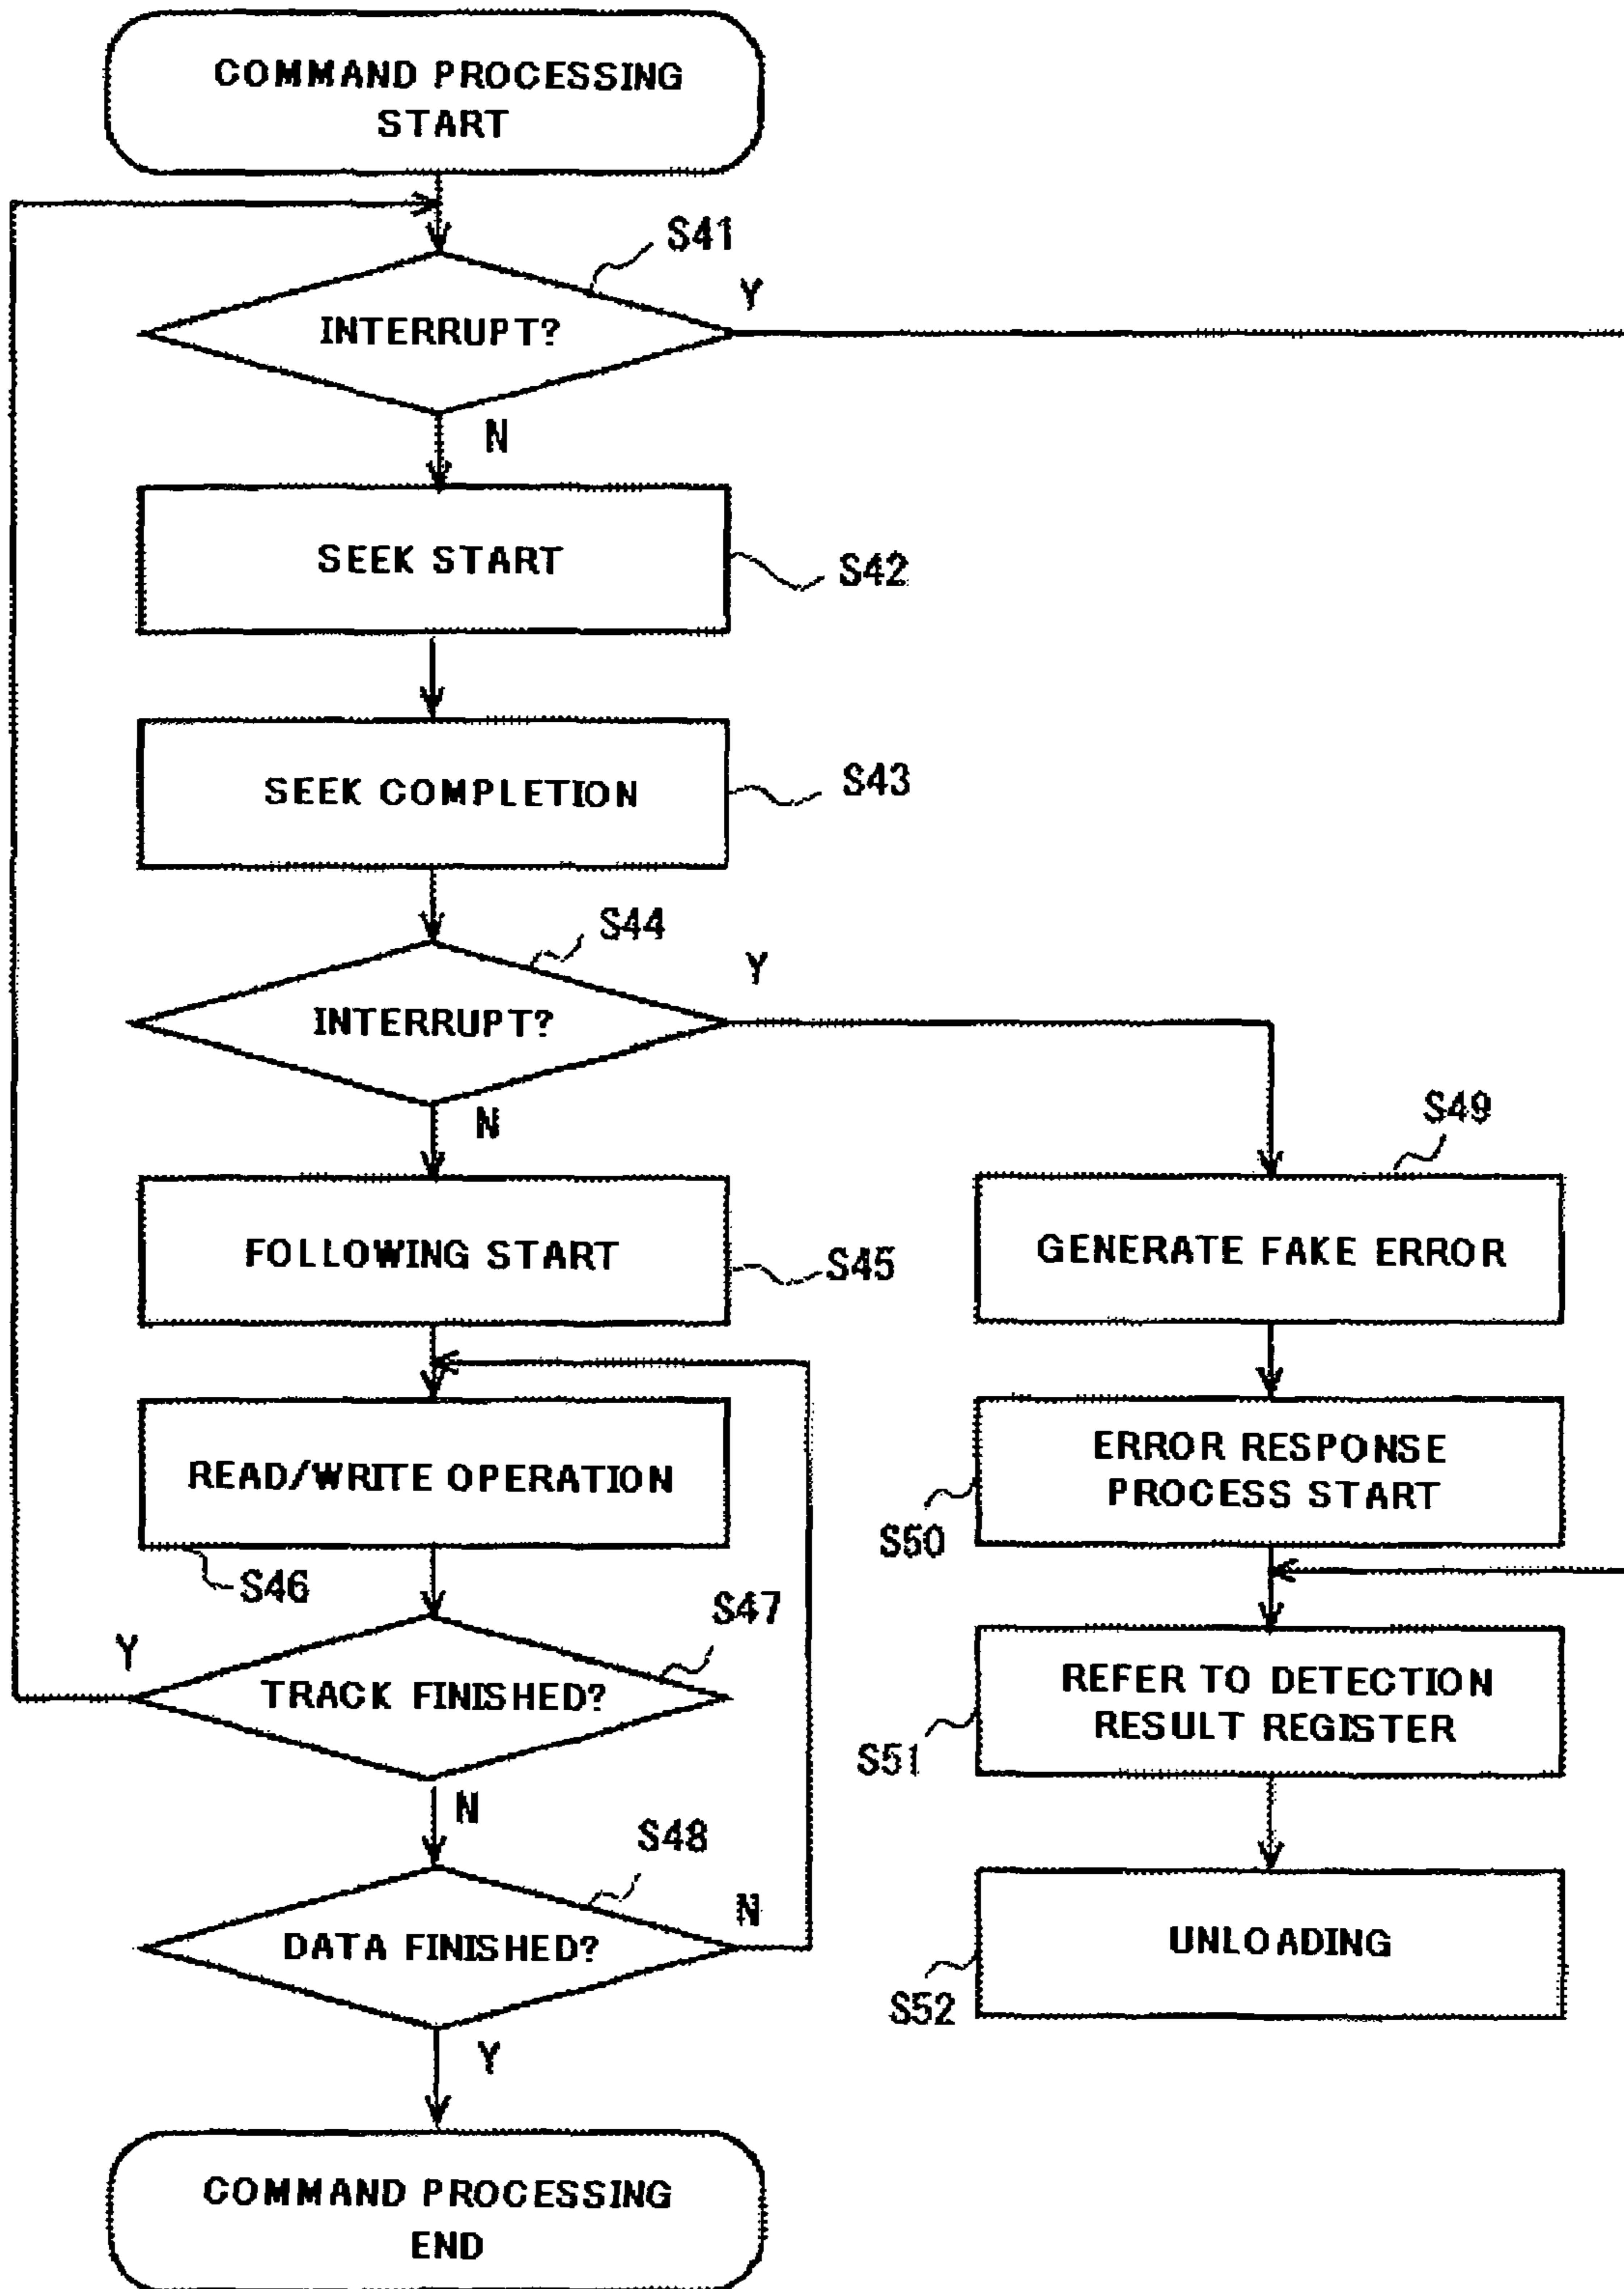 COMMAND PROCESSING
START
S41
INTERRUPT?
Y
N
SEEK START
S42
SEEK COMPLETION
S43
S44
INTERRUPT?
Y
N
FOLLOWING START
S45
READ/WRITE OPERATION
S46
S47
TRACK FINISHED?
Y
N
S48
DATA FINISHED?
N
Y
COMMAND PROCESSING
END
S49
GENERATE FAKE ERROR
ERROR RESPONSE
PROCESS START
S50
REFER TO DETECTION
RESULT REGISTER
S51
UNLOADING
S52